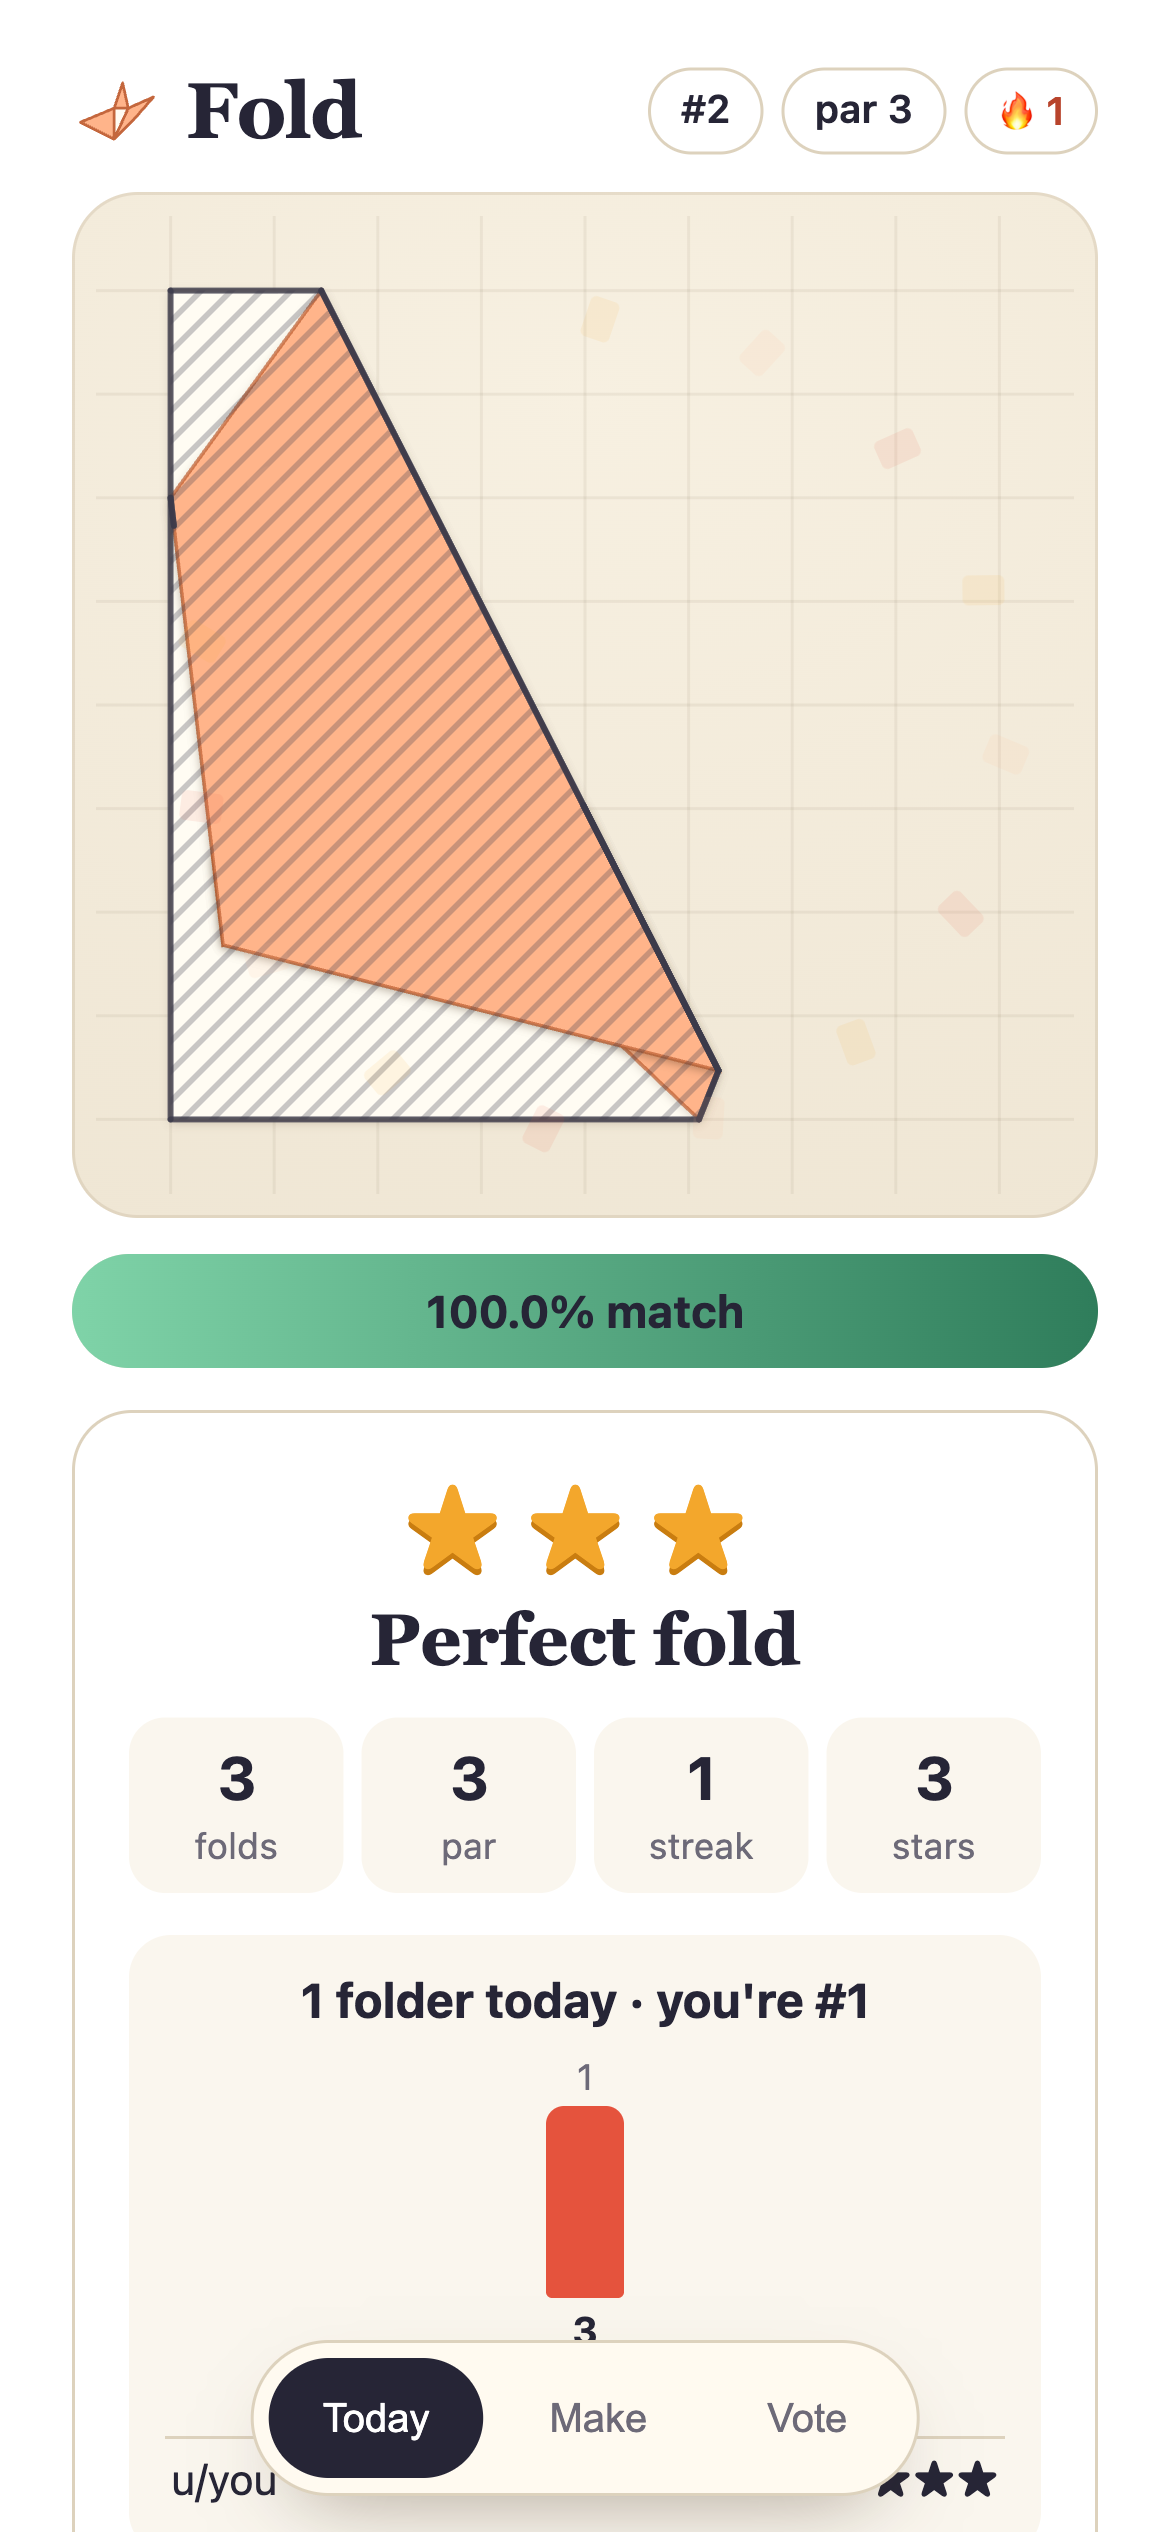 Fold
#2
par 3
🔥 1
100.0% match
Perfect fold
3
folds
3
par
1
streak
3
stars
1 folder today · you're #1
1
3
Today
Make
Vote
u/you
★★★